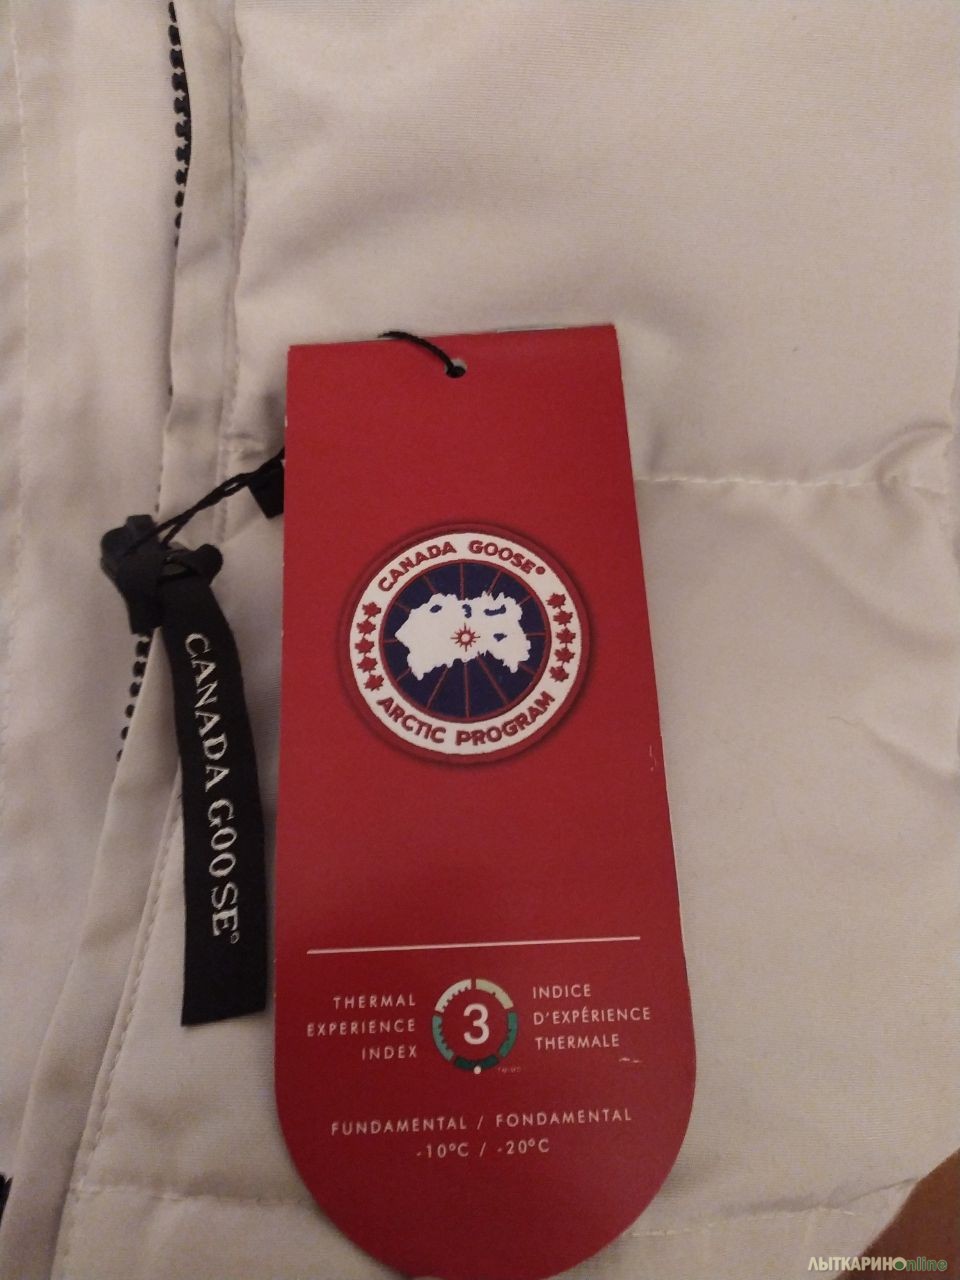 CANADA GOOSE®
ARCTIC PROGRAM
CANADA GOOSE®
THERMAL
EXPERIENCE
INDEX
3
INDICE
D'EXPÉRIENCE
THERMALE
FUNDAMENTAL / FONDAMENTAL
-10°C / -20°C
ЛЫТКАРИНОonline